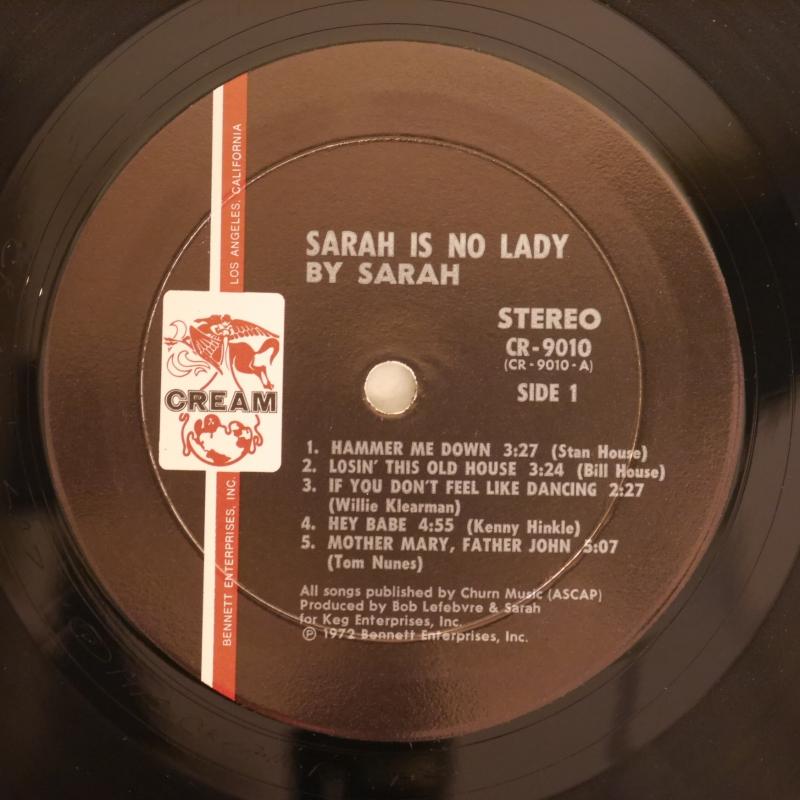 LOS ANGELES, CALIFORNIA
SARAH IS NO LADY
BY SARAH
STEREO
CR-9010
(CR-9010-A)
SIDE 1
CREAM
1. HAMMER ME DOWN 3:27 (Stan House)
2. LOSIN' THIS OLD HOUSE 3:24 (Bill House)
3. IF YOU DON'T FEEL LIKE DANCING 2:27
(Willie Klearman)
4. HEY BABE 4:55 (Kenny Hinkle)
5. MOTHER MARY, FATHER JOHN 5:07
(Tom Nunes)
BENNETT ENTERPRISES, INC.
All songs published by Churn Music (ASCAP)
Produced by Bob Lefebvre & Sarah
for Keg Enterprises, Inc.
℗ 1972 Bennett Enterprises, Inc.